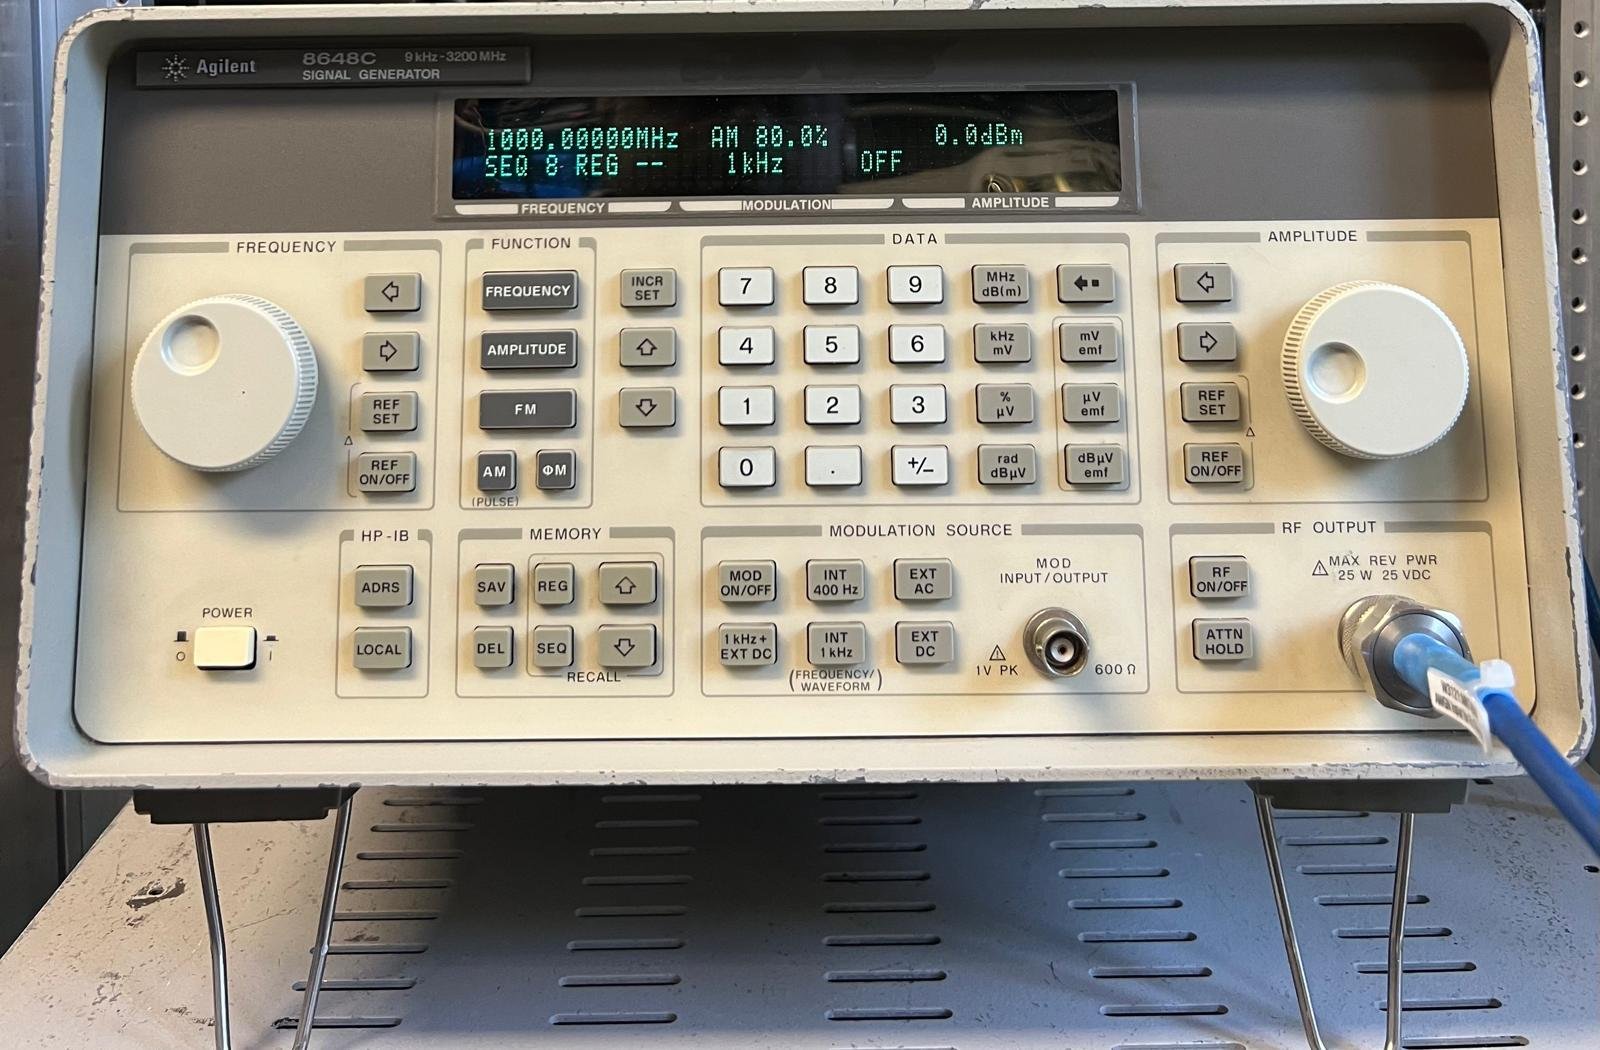 Agilent 8648C 9 kHz-3200 MHz
SIGNAL GENERATOR
1000.00000MHz AM 80.0% 0.0dBm
SEQ 8 REG -- 1kHz OFF
FREQUENCY MODULATION AMPLITUDE
FREQUENCY
REF SET
REF ON/OFF
FUNCTION
FREQUENCY
AMPLITUDE
FM
AM ΦM
(PULSE)
INCR SET
DATA
7 8 9 MHz dB(m)
4 5 6 kHz mV mV emf
1 2 3 % µV µV emf
0 . +/− rad dBµV dBµV emf
AMPLITUDE
REF SET
REF ON/OFF
POWER
O I
HP-IB
ADRS
LOCAL
MEMORY
SAV REG
DEL SEQ
RECALL
MODULATION SOURCE
MOD ON/OFF INT 400 Hz EXT AC
1 kHz + EXT DC INT 1 kHz EXT DC
(FREQUENCY/
WAVEFORM)
MOD
INPUT/OUTPUT
1V PK 600 Ω
RF OUTPUT
RF ON/OFF
ATTN HOLD
MAX REV PWR
25 W 25 VDC